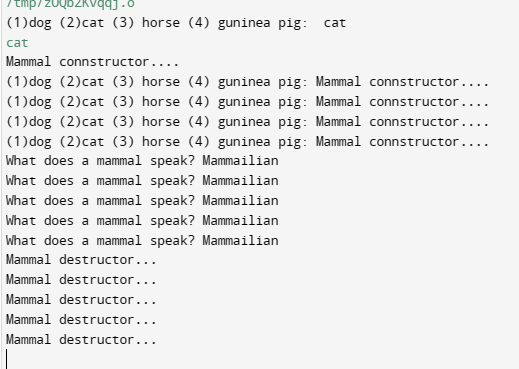 (1)dog (2)cat (3) horse (4) guninea pig:  cat
cat
Mammal connstructor....
(1)dog (2)cat (3) horse (4) guninea pig: Mammal connstructor....
(1)dog (2)cat (3) horse (4) guninea pig: Mammal connstructor....
(1)dog (2)cat (3) horse (4) guninea pig: Mammal connstructor....
(1)dog (2)cat (3) horse (4) guninea pig: Mammal connstructor....
What does a mammal speak? Mammailian
What does a mammal speak? Mammailian
What does a mammal speak? Mammailian
What does a mammal speak? Mammailian
What does a mammal speak? Mammailian
Mammal destructor...
Mammal destructor...
Mammal destructor...
Mammal destructor...
Mammal destructor...